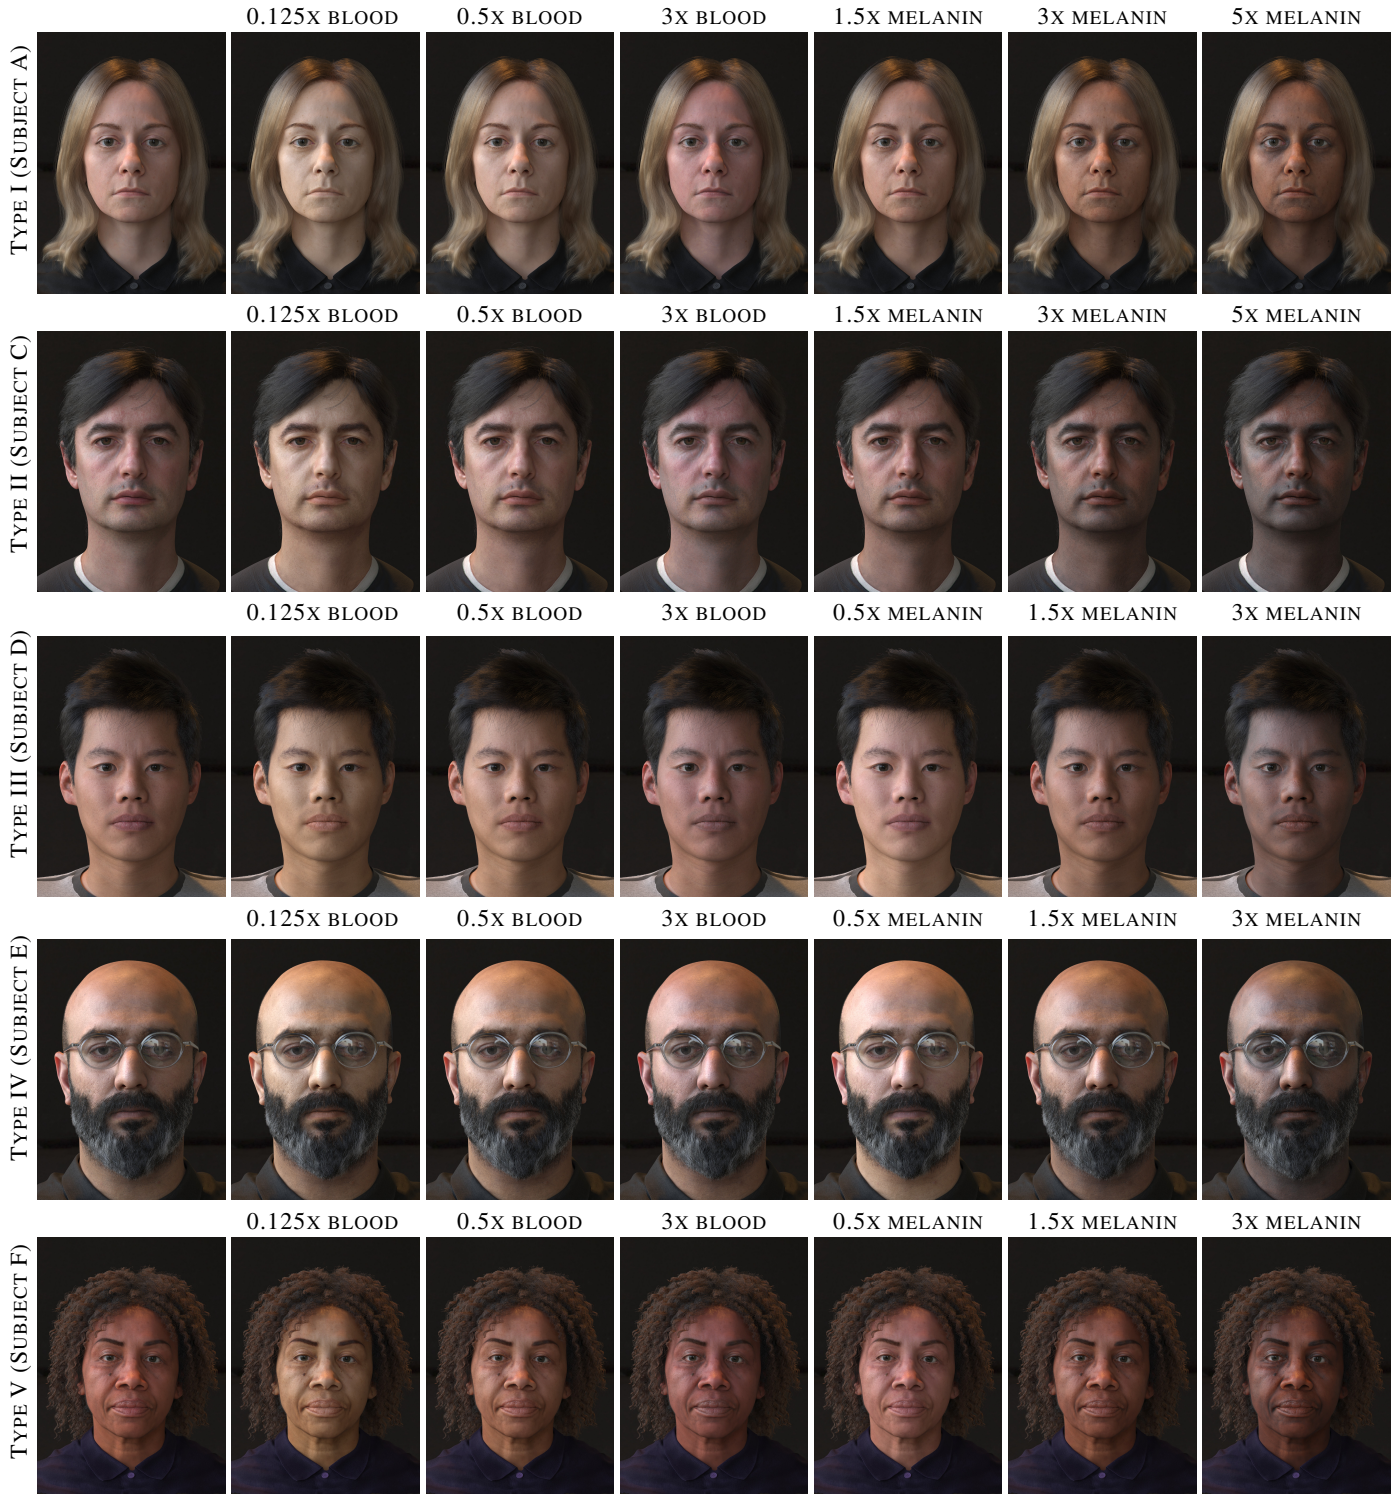 0.125X BLOOD 0.5X BLOOD 3X BLOOD 1.5X MELANIN 3X MELANIN 5X MELANIN
TYPE I (SUBJECT A)
0.125X BLOOD 0.5X BLOOD 3X BLOOD 1.5X MELANIN 3X MELANIN 5X MELANIN
TYPE II (SUBJECT C)
0.125X BLOOD 0.5X BLOOD 3X BLOOD 0.5X MELANIN 1.5X MELANIN 3X MELANIN
TYPE III (SUBJECT D)
0.125X BLOOD 0.5X BLOOD 3X BLOOD 0.5X MELANIN 1.5X MELANIN 3X MELANIN
TYPE IV (SUBJECT E)
0.125X BLOOD 0.5X BLOOD 3X BLOOD 0.5X MELANIN 1.5X MELANIN 3X MELANIN
TYPE V (SUBJECT F)